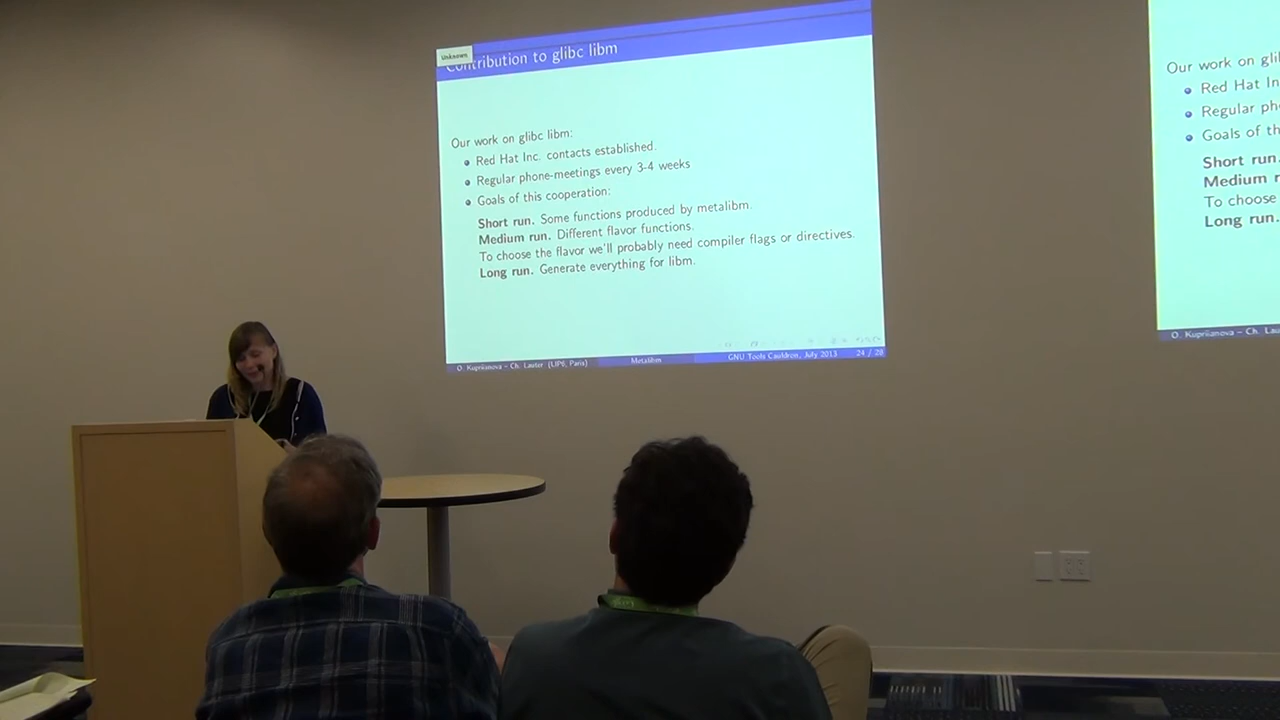 Unknown
Contribution to glibc libm
Our work on glibc libm:
Red Hat Inc. contacts established.
Regular phone-meetings every 3-4 weeks
Goals of this cooperation:
Short run. Some functions produced by metalibm.
Medium run. Different flavor functions.
To choose the flavor we'll probably need compiler flags or directives.
Long run. Generate everything for libm.
O. Kupriianova – Ch. Lauter (LIP6, Paris) Metalibm GNU Tools Cauldron, July 2013 24 / 28
Our work on gli
Red Hat In
Regular ph
Goals of th
Short run.
Medium r
To choose
Long run.
O. Kupriianova – Ch. Lau